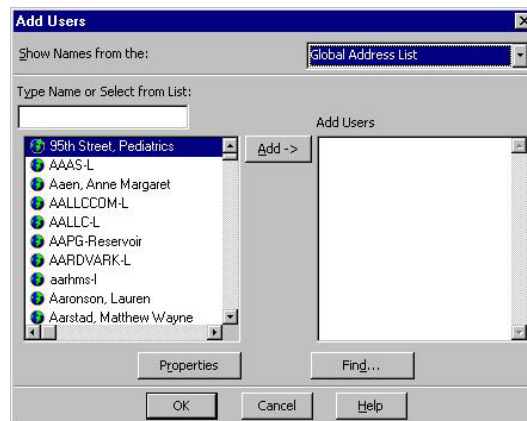 Add Users
Show Names from the:
Global Address List
Type Name or Select from List:
Add Users
Add ->
95th Street, Pediatrics
AAAS-L
Aaen, Anne Margaret
AALLCCOM-L
AALLC-L
AAPG-Reservoir
AARDVARK-L
aarhms-l
Aaronson, Lauren
Aarstad, Matthew Wayne
Properties
Find...
OK
Cancel
Help